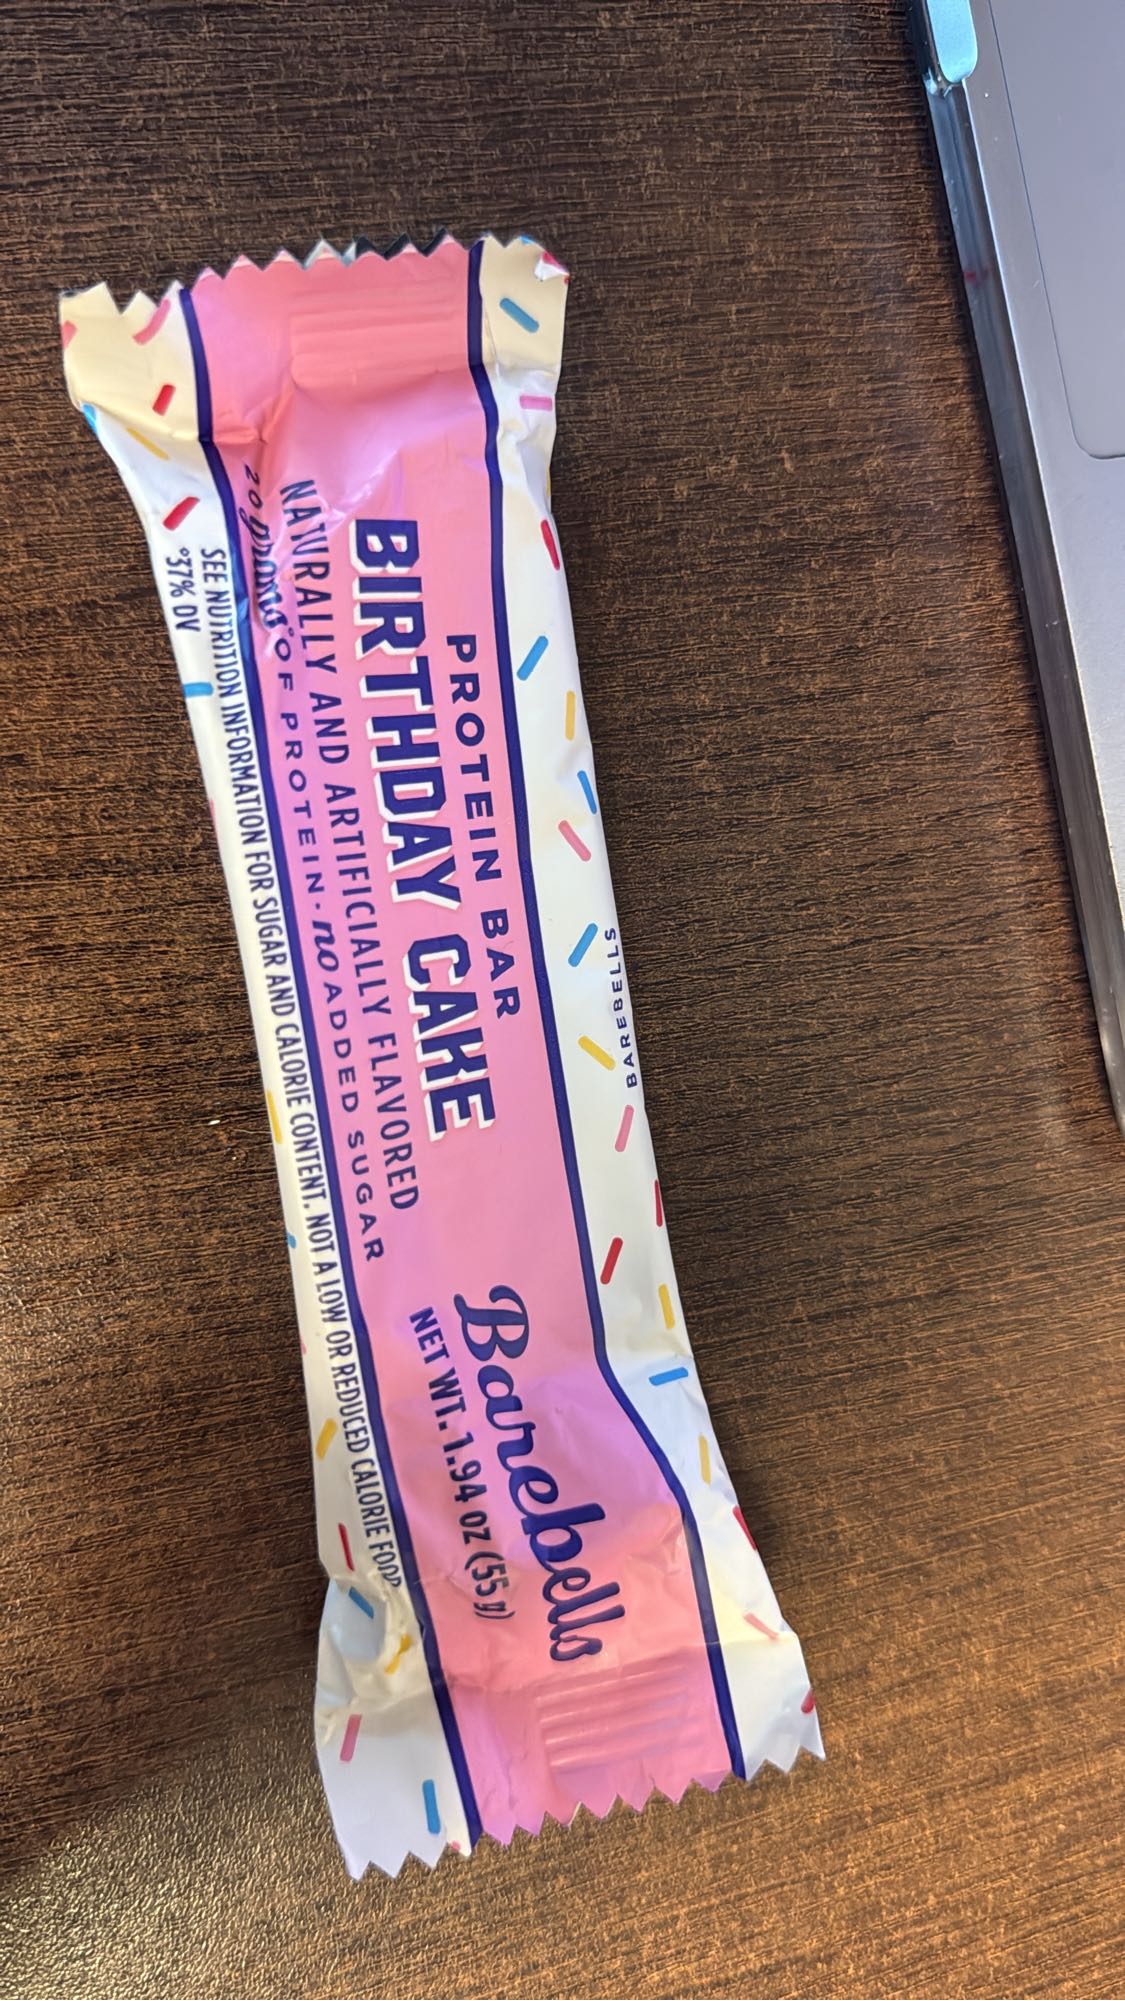 BAREBELLS
PROTEIN BAR
BIRTHDAY CAKE
NATURALLY AND ARTIFICIALLY FLAVORED
20 grams° OF PROTEIN · no ADDED SUGAR
Barebells
NET WT. 1.94 OZ (55 g)
SEE NUTRITION INFORMATION FOR SUGAR AND CALORIE CONTENT. NOT A LOW OR REDUCED CALORIE FOOD
°37% DV